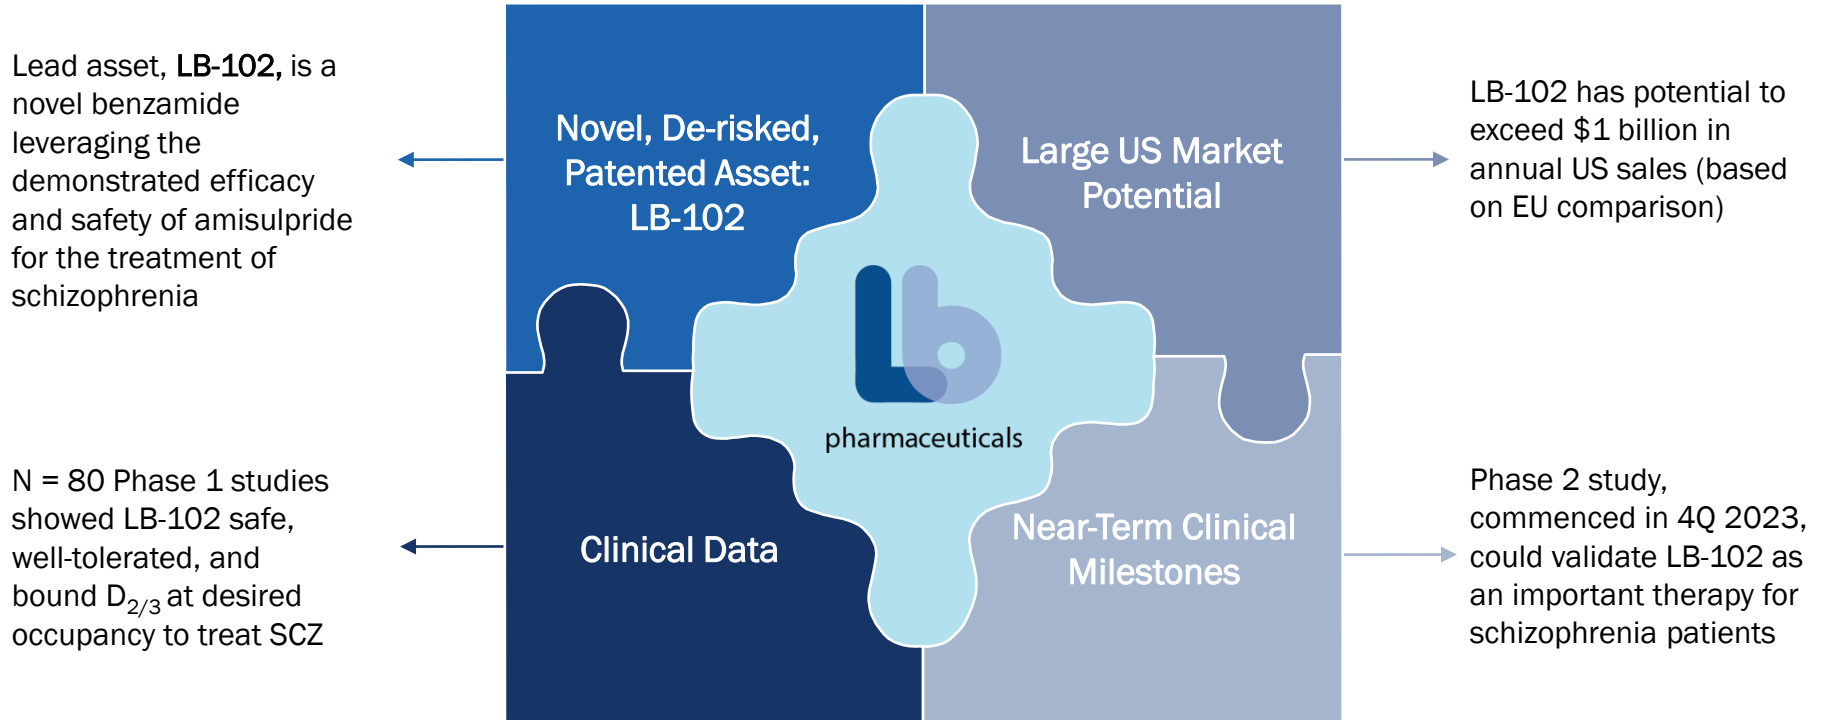 Lead asset, LB-102, is a
novel benzamide
leveraging the
demonstrated efficacy
and safety of amisulpride
for the treatment of
schizophrenia
Novel, De-risked,
Patented Asset:
LB-102
Large US Market
Potential
LB-102 has potential to
exceed $1 billion in
annual US sales (based
on EU comparison)
Lb
pharmaceuticals
N = 80 Phase 1 studies
showed LB-102 safe,
well-tolerated, and
bound D2/3 at desired
occupancy to treat SCZ
Clinical Data
Near-Term Clinical
Milestones
Phase 2 study,
commenced in 4Q 2023,
could validate LB-102 as
an important therapy for
schizophrenia patients